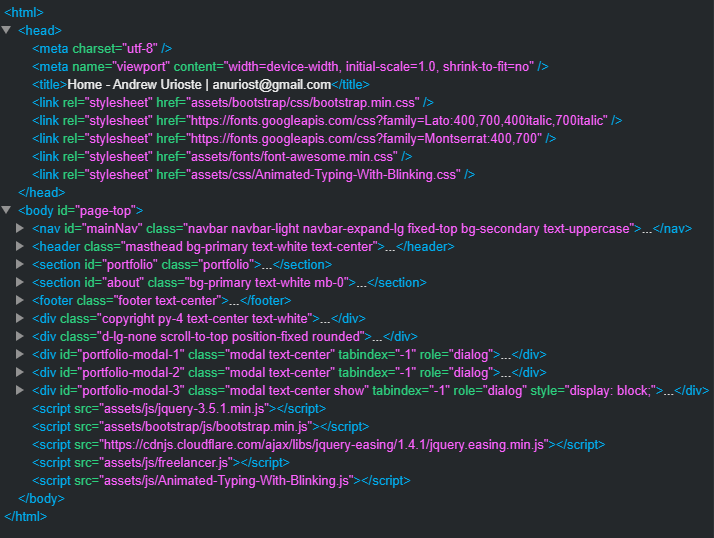 <html>
<head>
<meta charset="utf-8" />
<meta name="viewport" content="width=device-width, initial-scale=1.0, shrink-to-fit=no" />
<title>Home - Andrew Urioste | anuriost@gmail.com</title>
<link rel="stylesheet" href="assets/bootstrap/css/bootstrap.min.css" />
<link rel="stylesheet" href="https://fonts.googleapis.com/css?family=Lato:400,700,400italic,700italic" />
<link rel="stylesheet" href="https://fonts.googleapis.com/css?family=Montserrat:400,700" />
<link rel="stylesheet" href="assets/fonts/font-awesome.min.css" />
<link rel="stylesheet" href="assets/css/Animated-Typing-With-Blinking.css" />
</head>
<body id="page-top">
<nav id="mainNav" class="navbar navbar-light navbar-expand-lg fixed-top bg-secondary text-uppercase">...</nav>
<header class="masthead bg-primary text-white text-center">...</header>
<section id="portfolio" class="portfolio">...</section>
<section id="about" class="bg-primary text-white mb-0">...</section>
<footer class="footer text-center">...</footer>
<div class="copyright py-4 text-center text-white">...</div>
<div class="d-lg-none scroll-to-top position-fixed rounded">...</div>
<div id="portfolio-modal-1" class="modal text-center" tabindex="-1" role="dialog">...</div>
<div id="portfolio-modal-2" class="modal text-center" tabindex="-1" role="dialog">...</div>
<div id="portfolio-modal-3" class="modal text-center show" tabindex="-1" role="dialog" style="display: block;">...</div>
<script src="assets/js/jquery-3.5.1.min.js"></script>
<script src="assets/bootstrap/js/bootstrap.min.js"></script>
<script src="https://cdnjs.cloudflare.com/ajax/libs/jquery-easing/1.4.1/jquery.easing.min.js"></script>
<script src="assets/js/freelancer.js"></script>
<script src="assets/js/Animated-Typing-With-Blinking.js"></script>
</body>
</html>